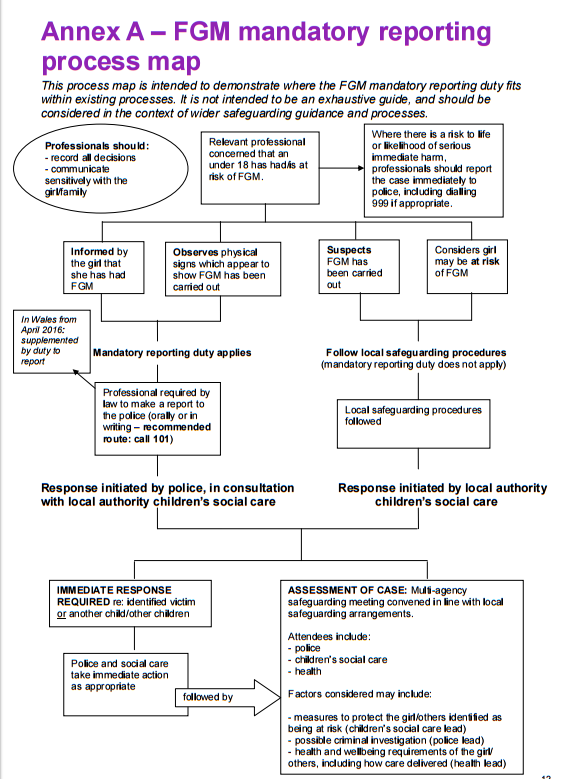 Annex A – FGM mandatory reporting
process map
This process map is intended to demonstrate where the FGM mandatory reporting duty fits
within existing processes. It is not intended to be an exhaustive guide, and should be
considered in the context of wider safeguarding guidance and processes.
Professionals should:
- record all decisions
- communicate
sensitively with the
girl/family
Relevant professional
concerned that an
under 18 has had/is at
risk of FGM.
Where there is a risk to life
or likelihood of serious
immediate harm,
professionals should report
the case immediately to
police, including dialling
999 if appropriate.
Informed by
the girl that
she has had
FGM
Observes physical
signs which appear to
show FGM has been
carried out
Suspects
FGM has
been carried
out
Considers girl
may be at risk
of FGM
In Wales from
April 2016:
supplemented
by duty to
report
Mandatory reporting duty applies
Follow local safeguarding procedures
(mandatory reporting duty does not apply)
Professional required by
law to make a report to
the police (orally or in
writing – recommended
route: call 101)
Local safeguarding procedures
followed
Response initiated by police, in consultation
with local authority children's social care
Response initiated by local authority
children's social care
IMMEDIATE RESPONSE
REQUIRED re: identified victim
or another child/other children
Police and social care
take immediate action
as appropriate
followed by
ASSESSMENT OF CASE: Multi-agency
safeguarding meeting convened in line with local
safeguarding arrangements.
Attendees include:
- police
- children's social care
- health
Factors considered may include:
- measures to protect the girl/others identified as
being at risk (children's social care lead)
- possible criminal investigation (police lead)
- health and wellbeing requirements of the girl/
others, including how care delivered (health lead)